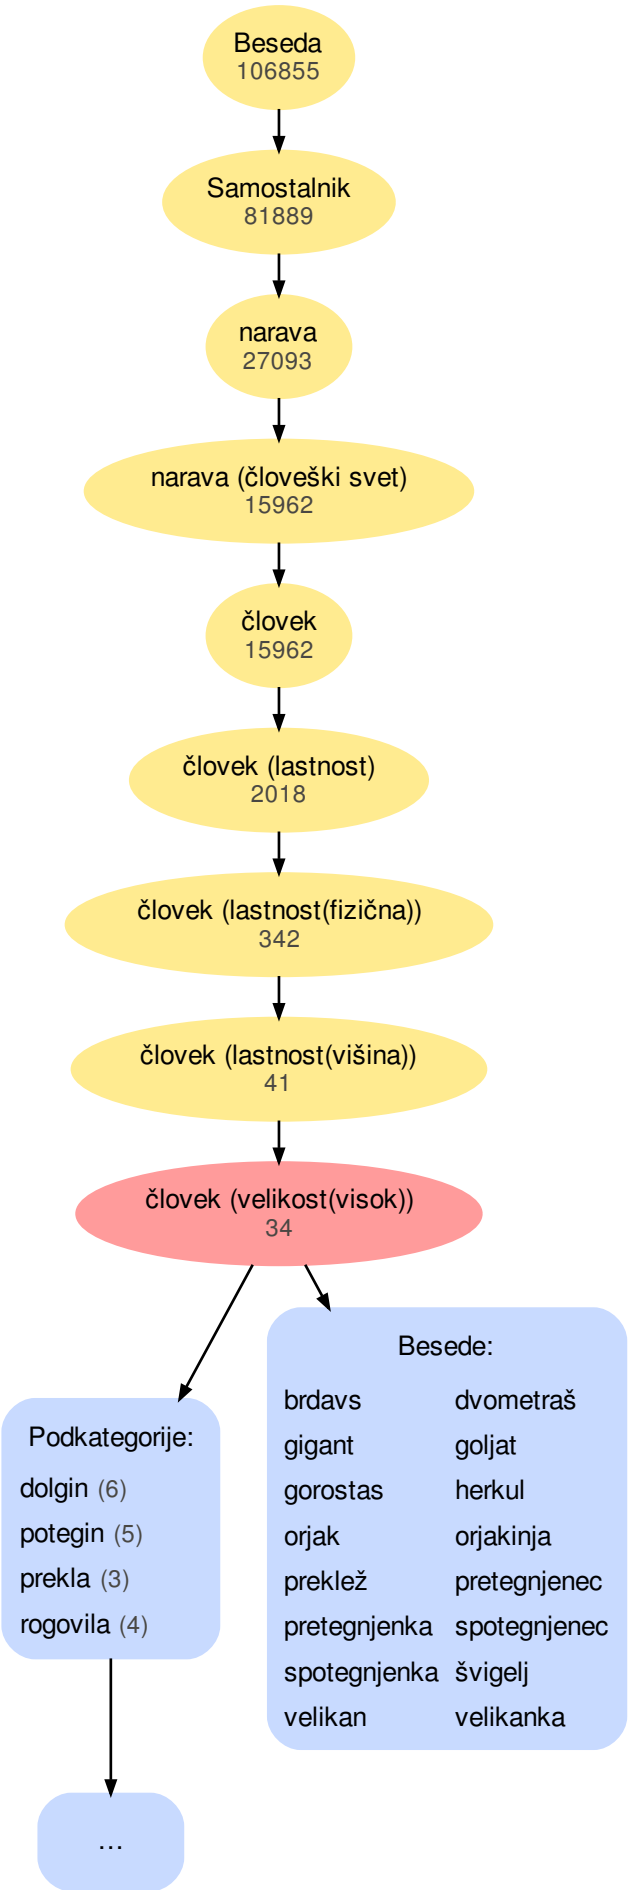 Beseda
106855
Samostalnik
81889
narava
27093
narava (človeški svet)
15962
človek
15962
človek (lastnost)
2018
človek (lastnost(fizična))
342
človek (lastnost(višina))
41
človek (velikost(visok))
34
Podkategorije:
dolgin (6)
potegin (5)
prekla (3)
rogovila (4)
...
Besede:
brdavs dvometraš
gigant goljat
gorostas herkul
orjak orjakinja
preklež pretegnjenec
pretegnjenka spotegnjenec
spotegnjenka švigelj
velikan velikanka